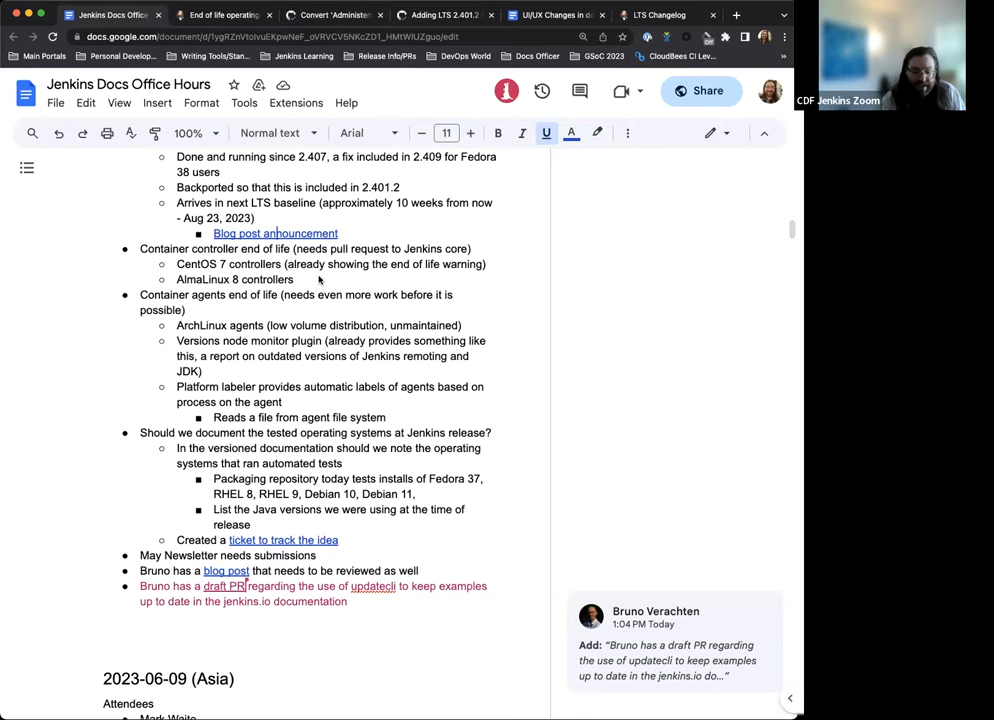 Jenkins Docs Office
End of life operating
Convert 'Administer
Adding LTS 2.401.2
UI/UX Changes in de
LTS Changelog
docs.google.com/document/d/1ygRZnVtoIvuEKpwNeF_oVRVCV5NKcZD1_HMtWIUZguo/edit
Main Portals
Personal Develop...
Writing Tools/Stan...
Jenkins Learning
Release Info/PRs
DevOps World
Docs Officer
GSoC 2023
CloudBees CI Lev...
Jenkins Docs Office Hours
File Edit View Insert Format Tools Extensions Help
Share
CDF Jenkins Zoom
100% Normal text Arial 11 B I U A
Done and running since 2.407, a fix included in 2.409 for Fedora
38 users
Backported so that this is included in 2.401.2
Arrives in next LTS baseline (approximately 10 weeks from now
- Aug 23, 2023)
Blog post announcement
Container controller end of life (needs pull request to Jenkins core)
CentOS 7 controllers (already showing the end of life warning)
AlmaLinux 8 controllers
Container agents end of life (needs even more work before it is
possible)
ArchLinux agents (low volume distribution, unmaintained)
Versions node monitor plugin (already provides something like
this, a report on outdated versions of Jenkins remoting and
JDK)
Platform labeler provides automatic labels of agents based on
process on the agent
Reads a file from agent file system
Should we document the tested operating systems at Jenkins release?
In the versioned documentation should we note the operating
systems that ran automated tests
Packaging repository today tests installs of Fedora 37,
RHEL 8, RHEL 9, Debian 10, Debian 11,
List the Java versions we were using at the time of
release
Created a ticket to track the idea
May Newsletter needs submissions
Bruno has a blog post that needs to be reviewed as well
Bruno has a draft PR regarding the use of updatecli to keep examples
up to date in the jenkins.io documentation
Bruno Verachten
1:04 PM Today
Add: “Bruno has a draft PR regarding
the use of updatecli to keep examples
up to date in the jenkins.io do...”
2023-06-09 (Asia)
Attendees
Mark Waite